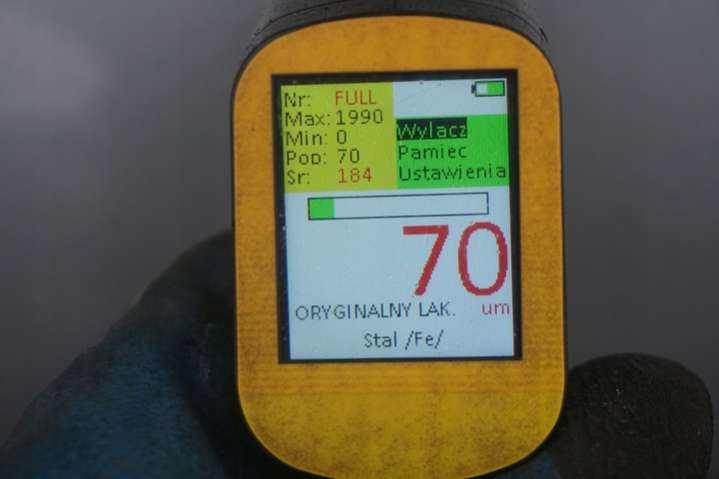 Nr: FULL
Max: 1990
Min: 0
Pop: 70
Sr: 184
Wylacz
Pamiec
Ustawienia
70
um
ORYGINALNY LAK.
Stal /Fe/